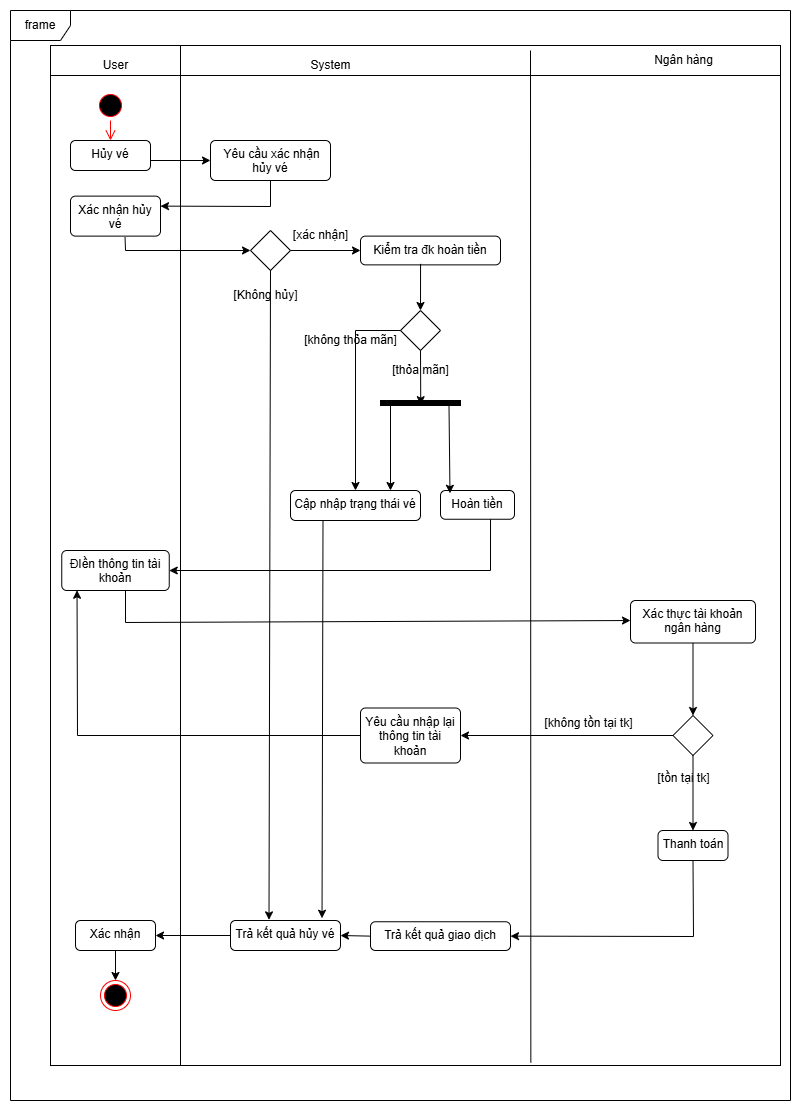 frame
User
System
Ngân hàng
Hủy vé
Yêu cầu xác nhận
hủy vé
Xác nhận hủy
vé
[xác nhận]
Kiểm tra đk hoàn tiền
[Không hủy]
[không thỏa mãn]
[thỏa mãn]
Cập nhập trạng thái vé
Hoàn tiền
Điền thông tin tài
khoản
Xác thực tài khoản
ngân hàng
Yêu cầu nhập lại
thông tin tài
khoản
[không tồn tại tk]
[tồn tại tk]
Thanh toán
Xác nhận
Trả kết quả hủy vé
Trả kết quả giao dịch